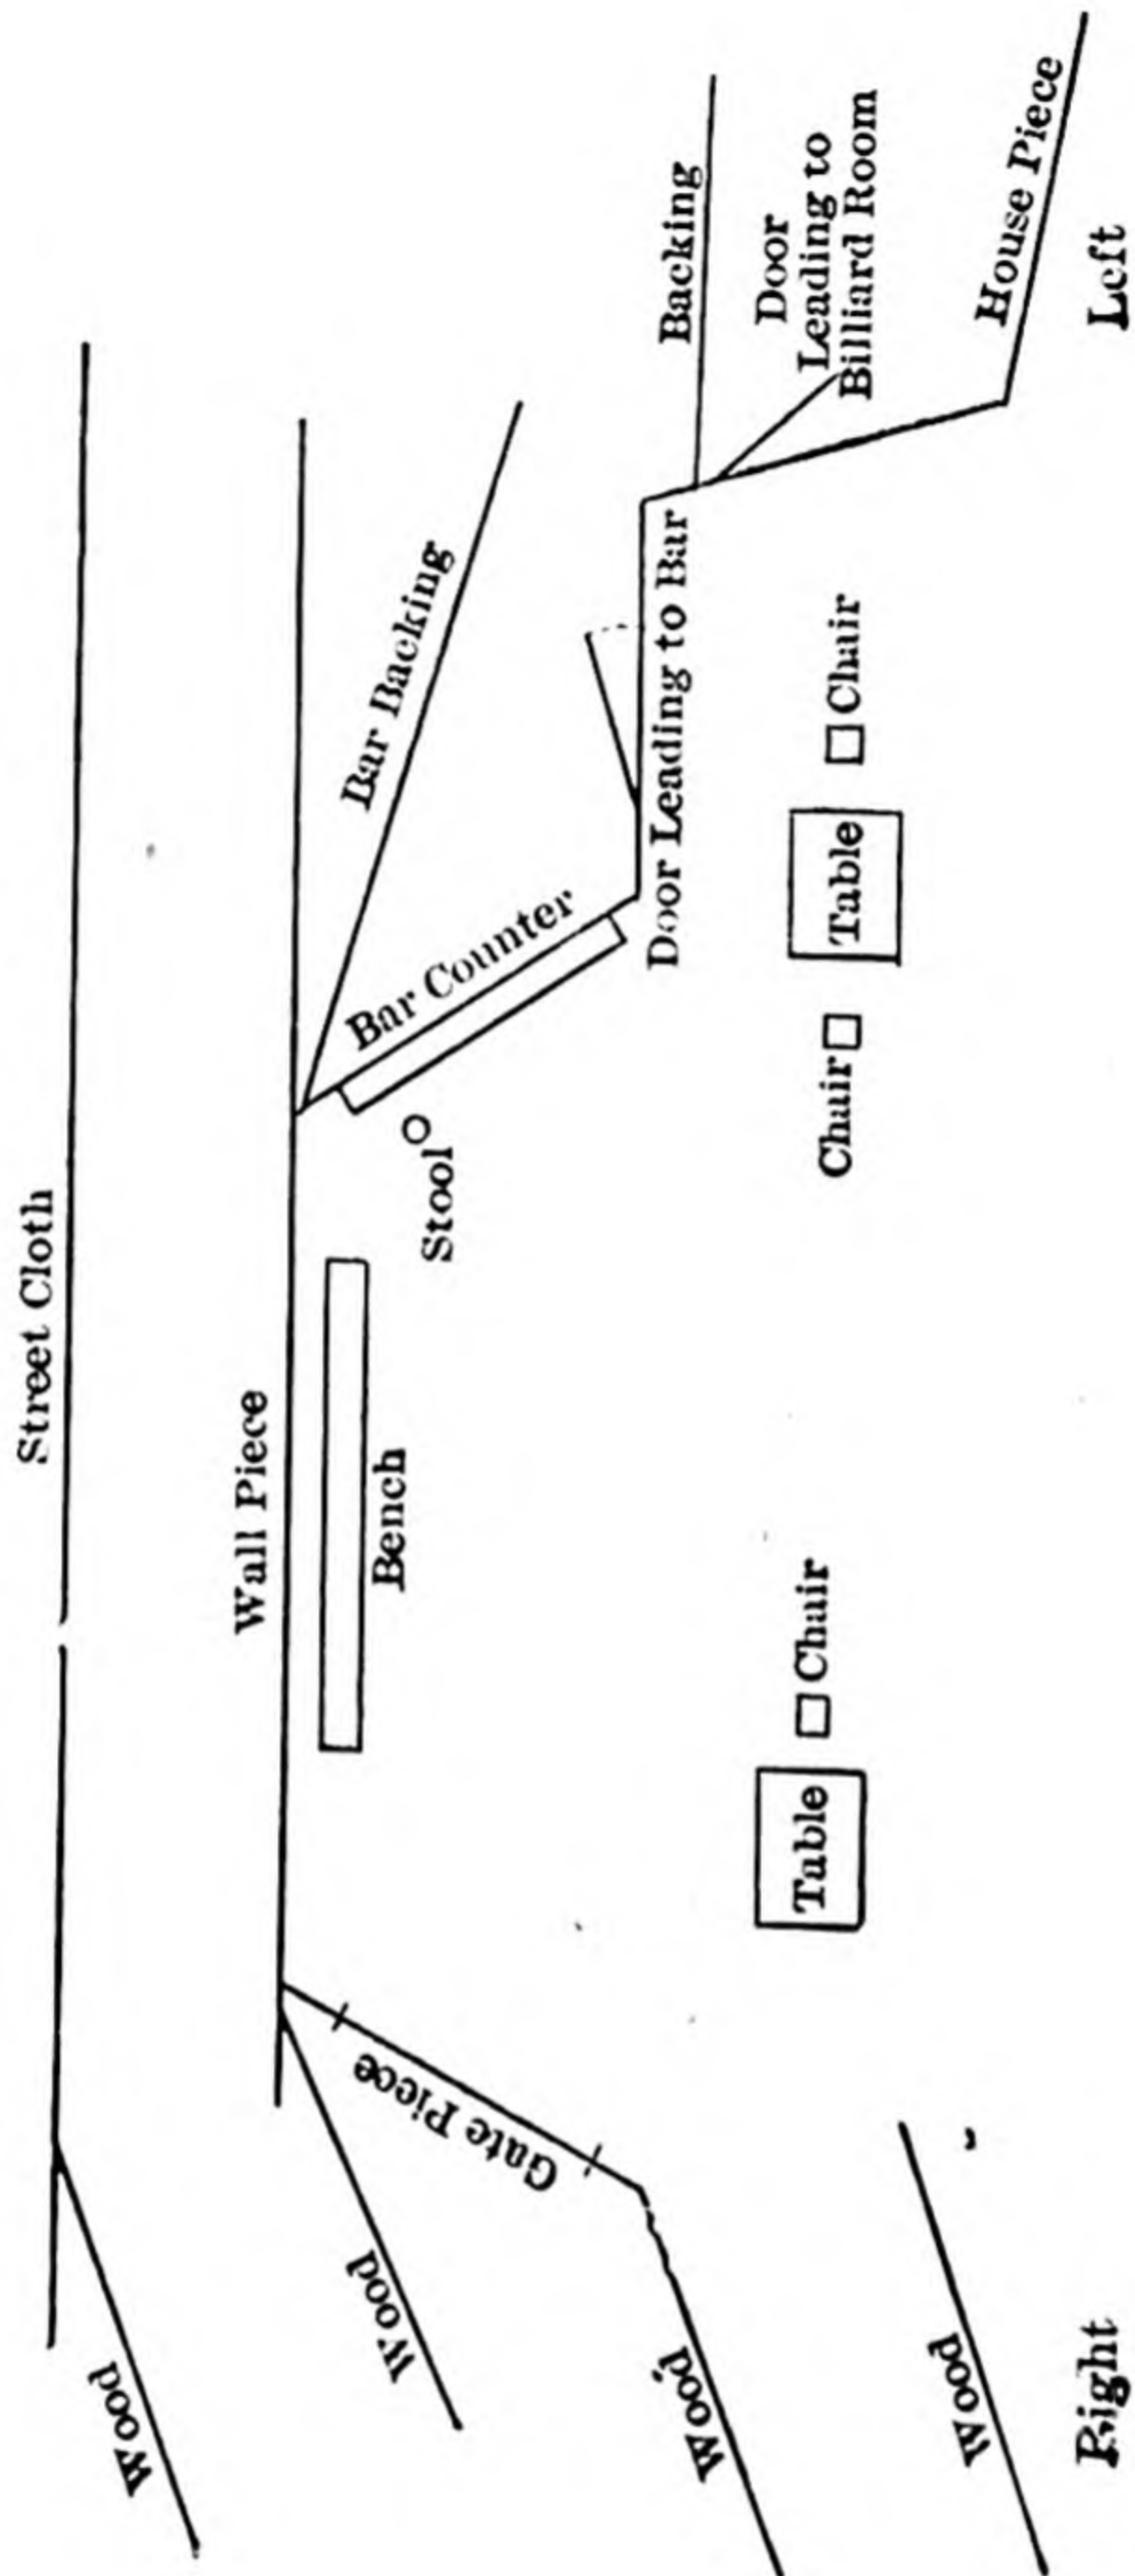 Street Cloth
Wall Piece
Bar Backing
Bar Counter
Stool
Bench
Backing
Door
Leading to
Billiard Room
House Piece
Door Leading to Bar
Gate Piece
Wood
Wood
Wood
Wood
Table
Chair
Chair
Table
Chair
Right
Left